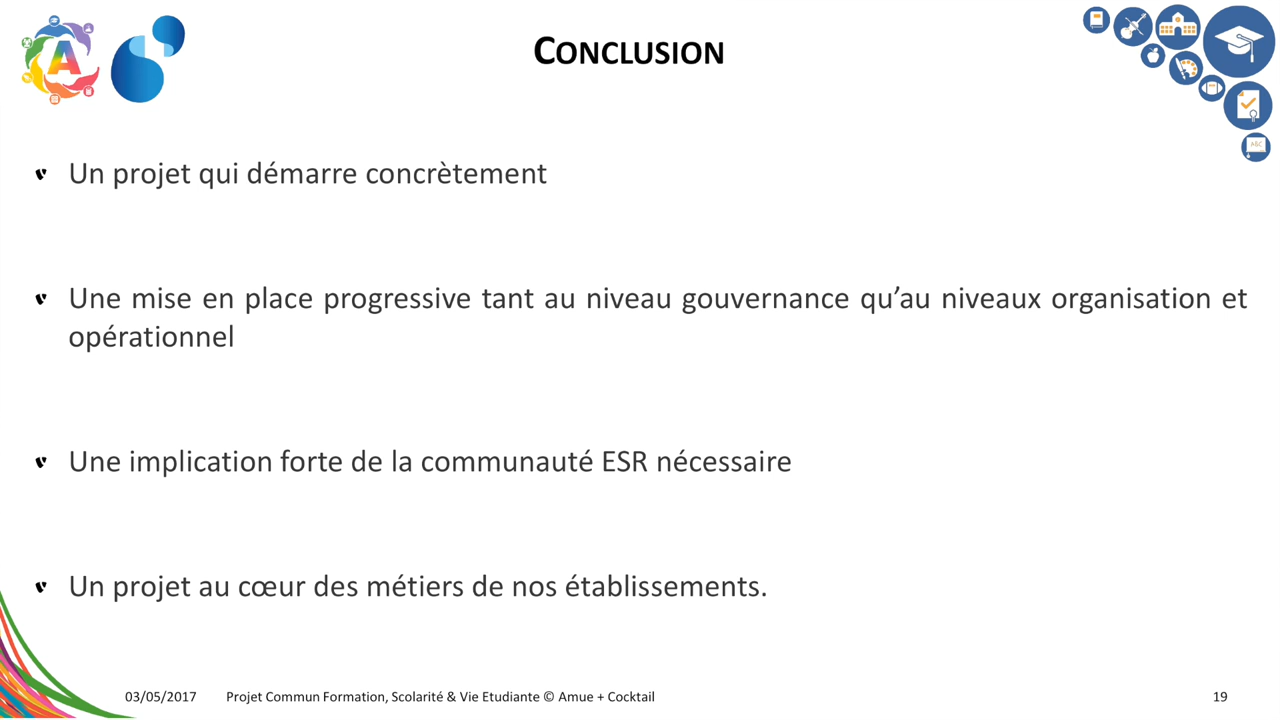 CONCLUSION
Un projet qui démarre concrètement
Une mise en place progressive tant au niveau gouvernance qu’au niveaux organisation et
opérationnel
Une implication forte de la communauté ESR nécessaire
Un projet au cœur des métiers de nos établissements.
03/05/2017 Projet Commun Formation, Scolarité & Vie Etudiante © Amue + Cocktail 19
A
ABC